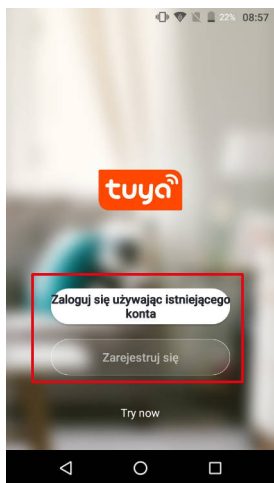 22% 08:57
tuya
Zaloguj się używając istniejącego
konta
Zarejestruj się
Try now